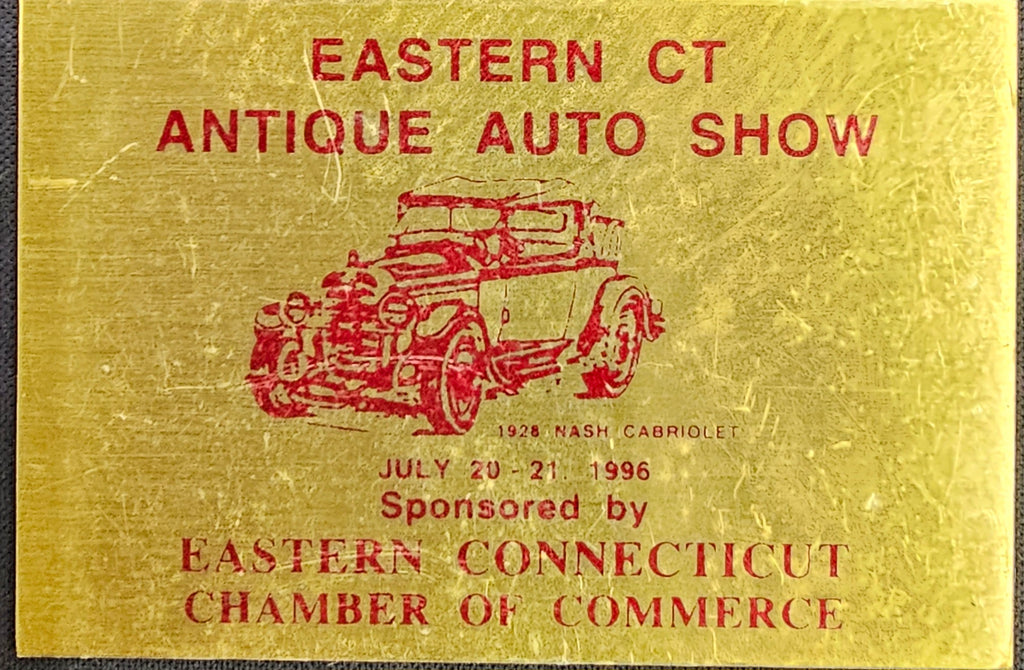 EASTERN CT
ANTIQUE AUTO SHOW
1928 NASH CABRIOLET
JULY 20 - 21, 1996
Sponsored by
EASTERN CONNECTICUT
CHAMBER OF COMMERCE